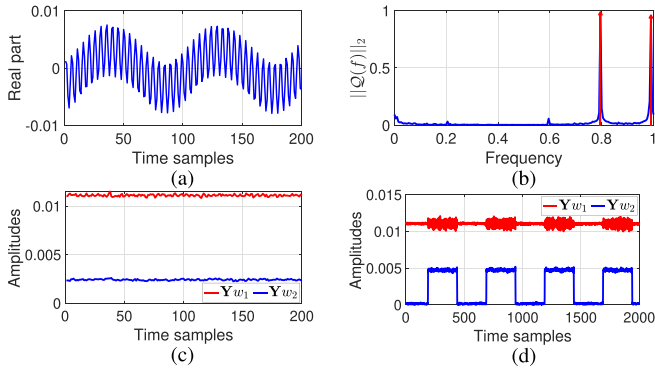 0.01
Real part
0
-0.01
0 50 100 150 200
Time samples
(a)
1
||𝒬(f)||₂
0.5
0
0 0.2 0.4 0.6 0.8 1
Frequency
(b)
0.01
Amplitudes
0.005
0
Yw₁ Yw₂
0 50 100 150 200
Time samples
(c)
0.015
Yw₁ Yw₂
0.01
Amplitudes
0.005
0
0 500 1000 1500 2000
Time samples
(d)